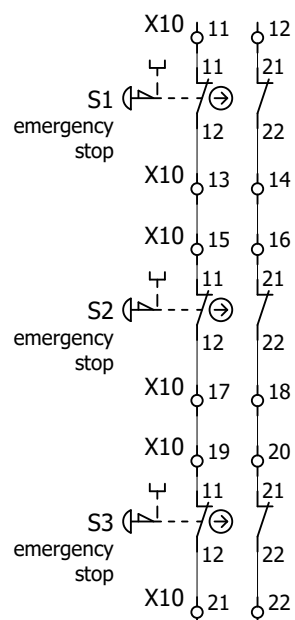 X10 11 12
11 21
S1
emergency
stop
12 22
X10 13 14
X10 15 16
11 21
S2
emergency
stop
12 22
X10 17 18
X10 19 20
11 21
S3
emergency
stop
12 22
X10 21 22